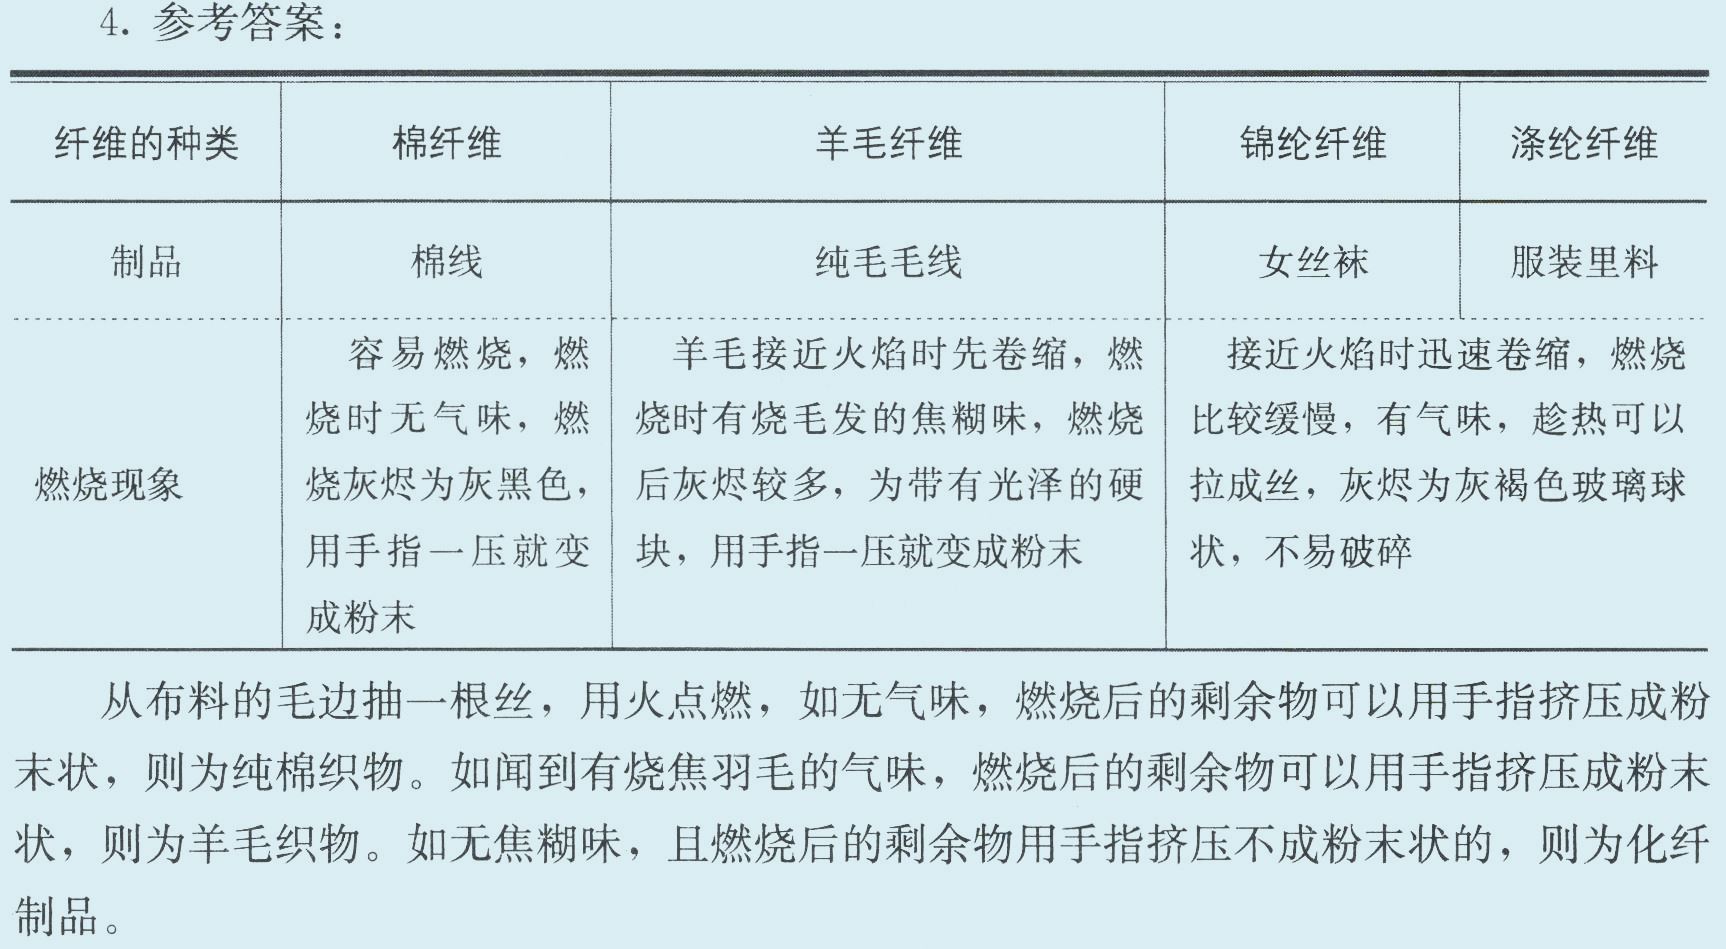 4. 参考答案：
纤维的种类 棉纤维 羊毛纤维 锦纶纤维 涤纶纤维
制品 棉线 纯毛毛线 女丝袜 服装里料
燃烧现象
容易燃烧，燃
烧时无气味，燃
烧灰烬为灰黑色，
用手指一压就变
成粉末
羊毛接近火焰时先卷缩，燃
烧时有烧毛发的焦糊味，燃烧
后灰烬较多，为带有光泽的硬
块，用手指一压就变成粉末
接近火焰时迅速卷缩，燃烧
比较缓慢，有气味，趁热可以
拉成丝，灰烬为灰褐色玻璃球
状，不易破碎
从布料的毛边抽一根丝，用火点燃，如无气味，燃烧后的剩余物可以用手指挤压成粉
末状，则为纯棉织物。如闻到有烧焦羽毛的气味，燃烧后的剩余物可以用手指挤压成粉末
状，则为羊毛织物。如无焦糊味，且燃烧后的剩余物用手指挤压不成粉末状的，则为化纤
制品。